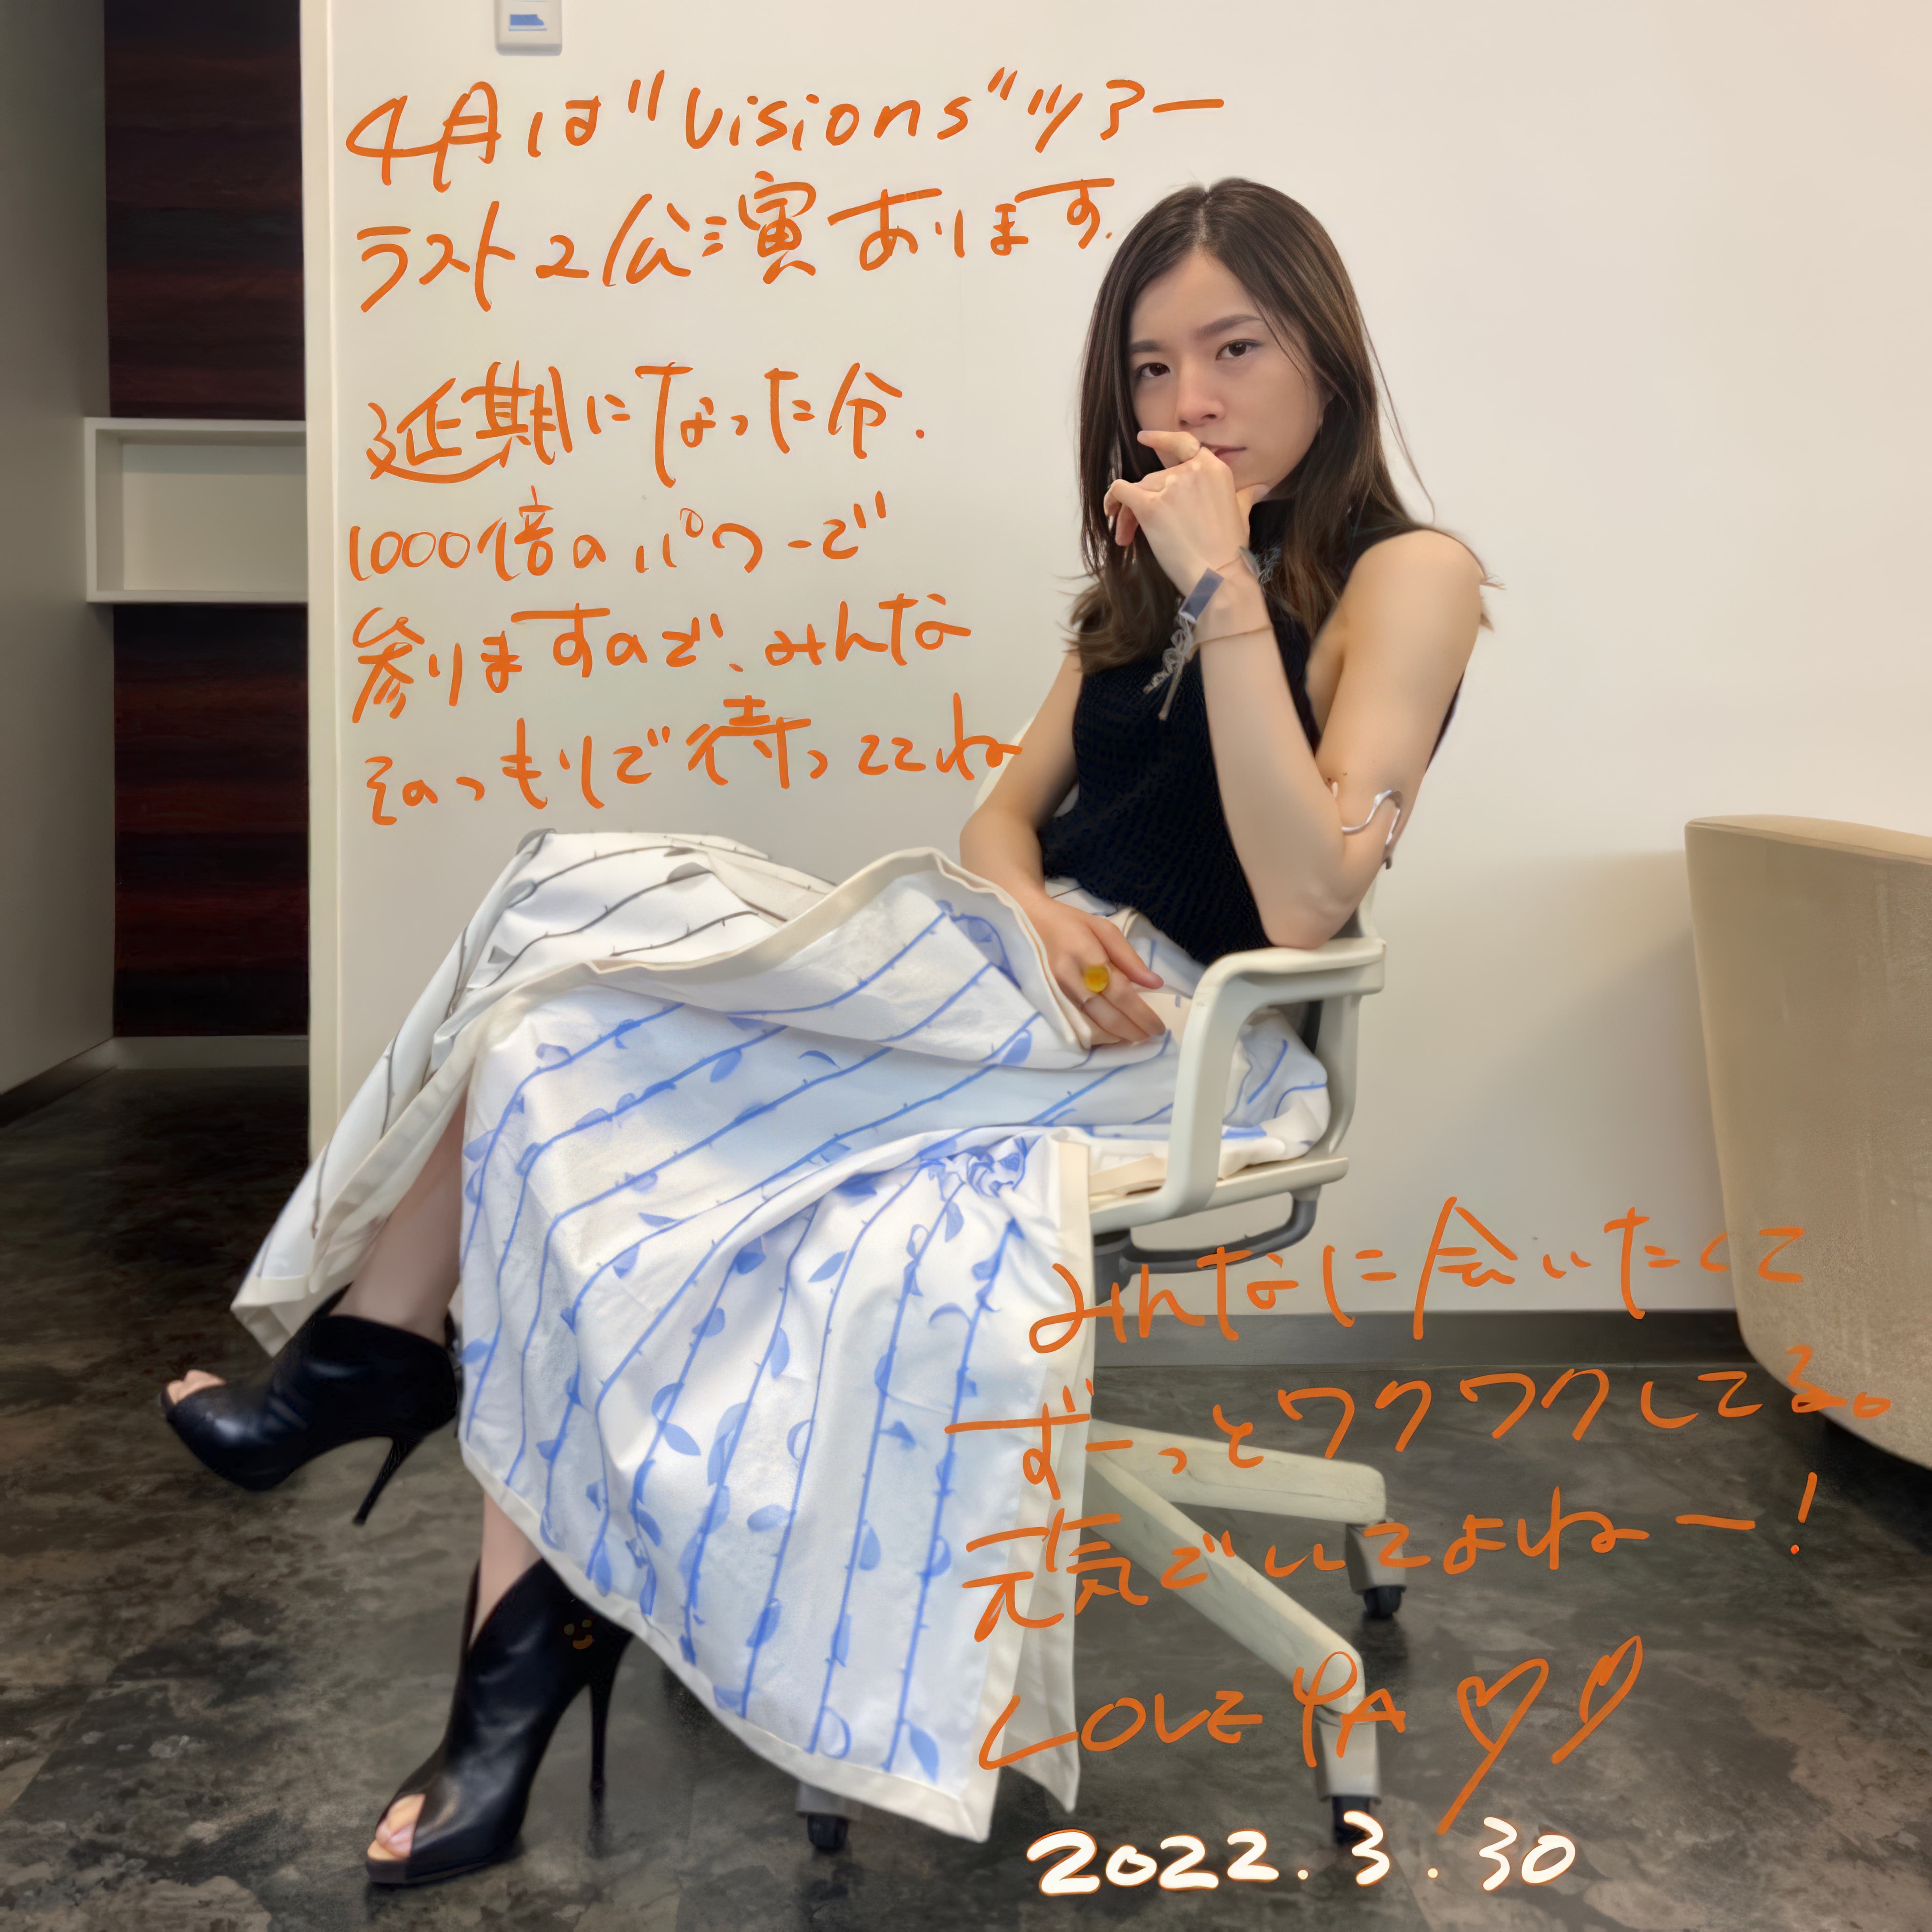 4月は"Visions"ツアー
ラスト2公演あります.
延期になった分.
1000倍のパワーで
参りますので、みんな
そのつもりで待っててね
みんなに会いたくて
ずーっとワクワクしてる。
元気でいてよねー!
LOVE YA ♡♡
2022.3.30